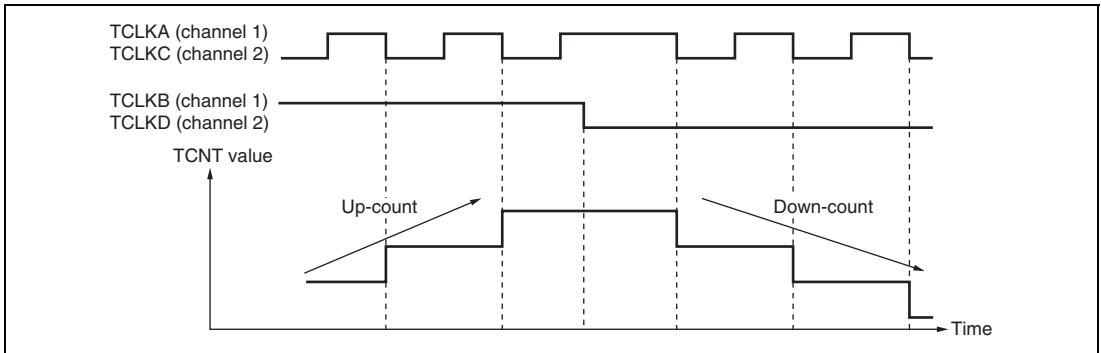 TCLKA (channel 1)
TCLKC (channel 2)
TCLKB (channel 1)
TCLKD (channel 2)
TCNT value
Up-count
Down-count
Time